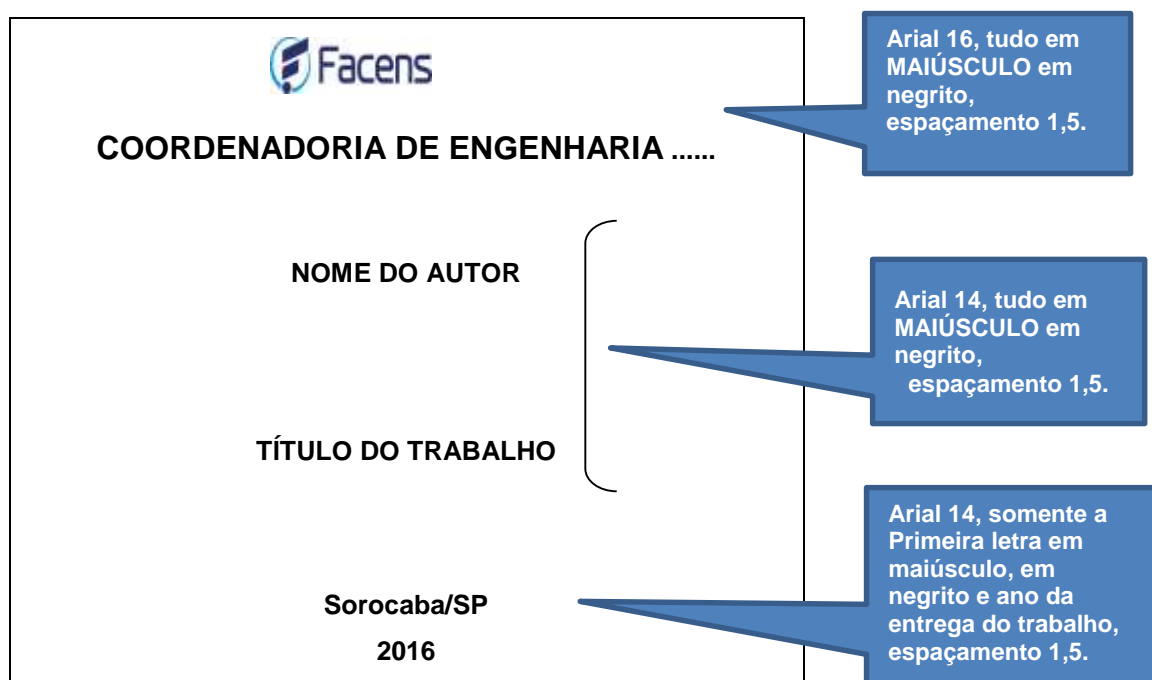 Facens
COORDENADORIA DE ENGENHARIA ......
NOME DO AUTOR
TÍTULO DO TRABALHO
Sorocaba/SP
2016
Arial 16, tudo em
MAIÚSCULO em
negrito,
espaçamento 1,5.
Arial 14, tudo em
MAIÚSCULO em
negrito,
espaçamento 1,5.
Arial 14, somente a
Primeira letra em
maiúsculo, em
negrito e ano da
entrega do trabalho,
espaçamento 1,5.